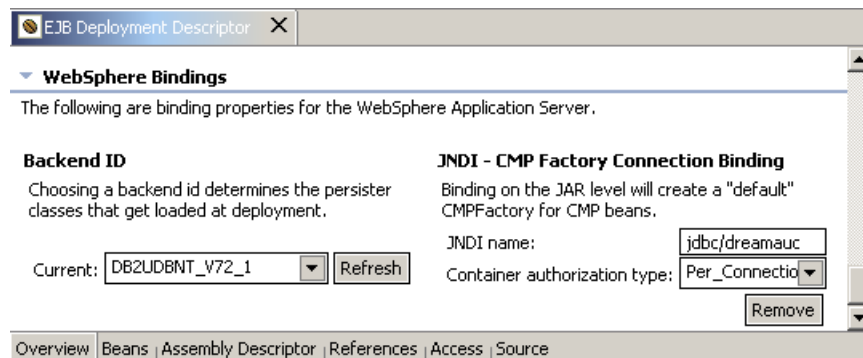 EJB Deployment Descriptor
WebSphere Bindings
The following are binding properties for the WebSphere Application Server.
Backend ID
Choosing a backend id determines the persister
classes that get loaded at deployment.
Current: DB2UDBNT_V72_1 Refresh
JNDI - CMP Factory Connection Binding
Binding on the JAR level will create a "default"
CMPFactory for CMP beans.
JNDI name: jdbc/dreamauc
Container authorization type: Per_Connectio
Remove
Overview Beans Assembly Descriptor References Access Source